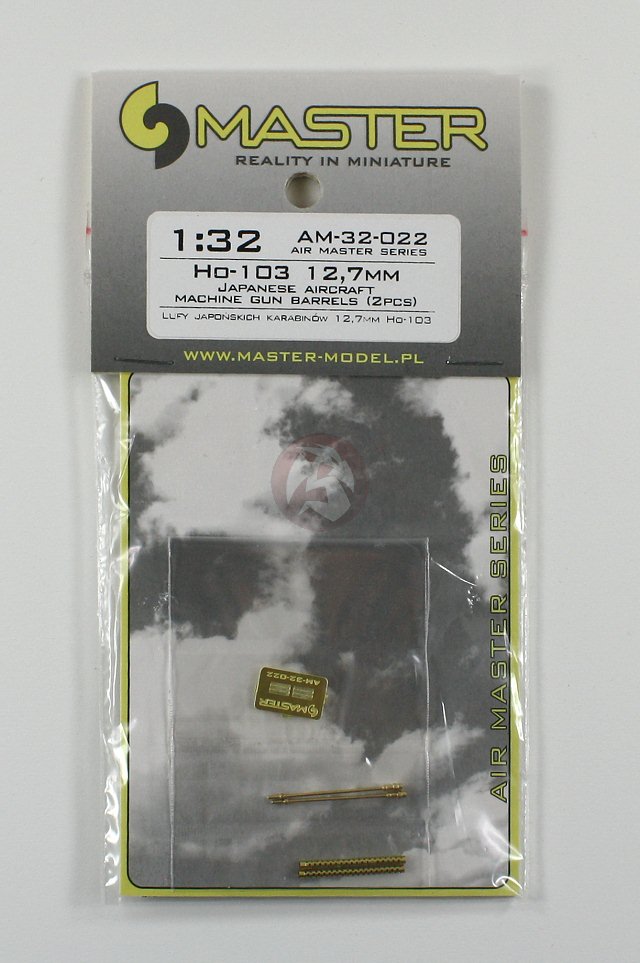 MASTER
REALITY IN MINIATURE
1:32 AM-32-022
AIR MASTER SERIES
Ho-103 12,7mm
JAPANESE AIRCRAFT
MACHINE GUN BARRELS (2PCS)
LUFY JAPOŃSKICH KARABINÓW 12,7MM Ho-103
WWW.MASTER-MODEL.PL
AIR MASTER SERIES
AM-32-022
MASTER